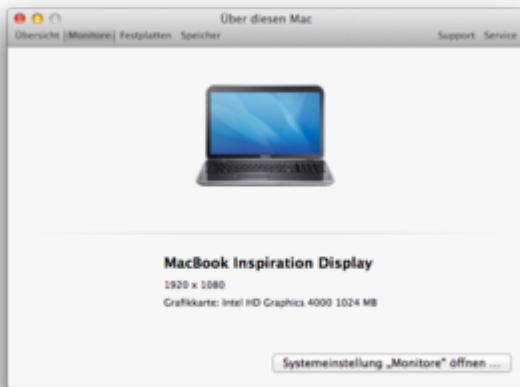 Über diesen Mac
Übersicht Monitore Festplatten Speicher Support Service
MacBook Inspiration Display
1920 x 1080
Grafikkarte: Intel HD Graphics 4000 1024 MB
Systemeinstellung „Monitore“ öffnen ...